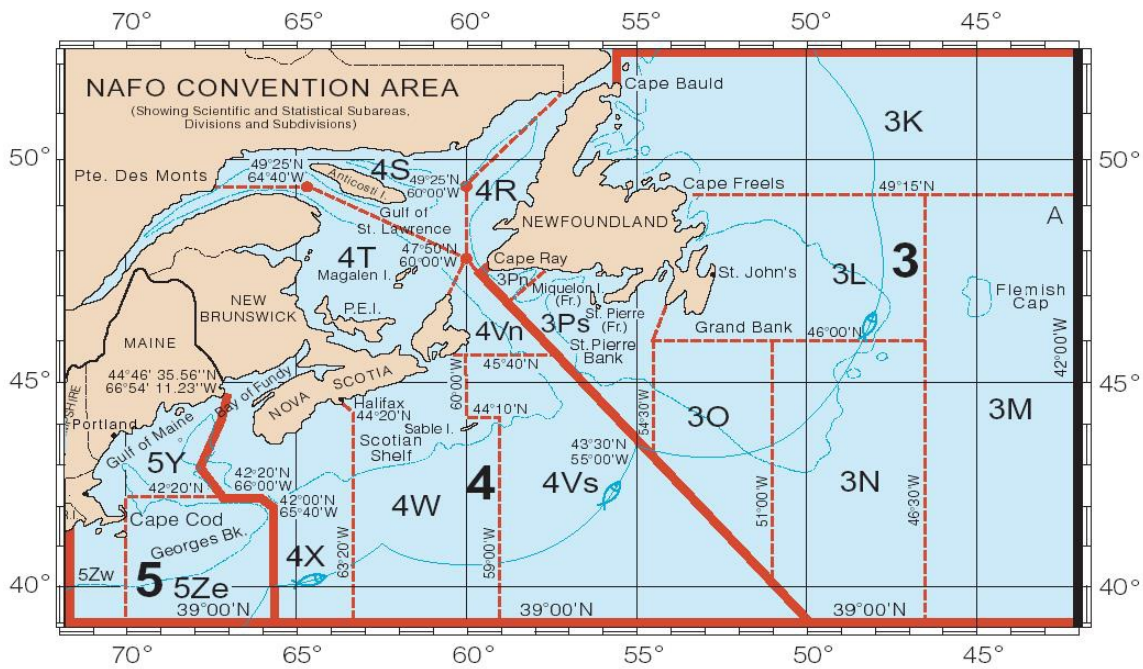 70° 65° 60° 55° 50° 45°
NAFO CONVENTION AREA
(Showing Scientific and Statistical Subareas,
Divisions and Subdivisions)
Cape Bauld
3K
50°
50°
Pte. Des Monts
49°25'N
64°40'W
4S
Anticosti I.
49°25'N
60°00'W
4R
Cape Freels
49°15'N
A
Gulf of
St. Lawrence
NEWFOUNDLAND
4T
Magalen I.
47°50'N
60°00'W
Cape Ray
3Pn
St. John's
3L
3
Flemish
Cap
NEW
BRUNSWICK
P.E.I.
Miquelon I.
(Fr.)
St. Pierre
(Fr.)
3Ps
4Vn
St. Pierre
Bank
Grand Bank
46°00'N
42°00'W
MAINE
45°40'N
45°
45°
44°46' 35.56''N
66°54' 11.23''W
Bay of Fundy
NOVA SCOTIA
60°00'W
SHIRE
Portland
Gulf of Maine
Halifax
44°20'N
44°10'N
Sable I.
Scotian
Shelf
54°30'W
3O
3M
43°30'N
55°00'W
5Y
42°20'N
42°20'N
66°00'W
42°00'N
65°40'W
4W
4
4Vs
3N
51°00'W
46°30'W
R.I.
Cape Cod
Georges Bk.
4X
63°20'W
59°00'W
5Zw
5
5Ze
40°
40°
39°00'N
39°00'N
39°00'N
70° 65° 60° 55° 50° 45°